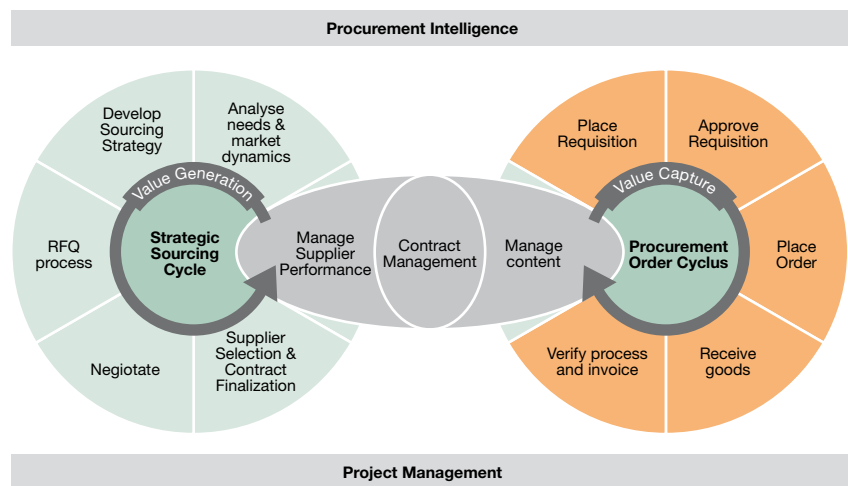 Procurement Intelligence
Develop
Sourcing
Strategy
Analyse
needs &
market
dynamics
Value Generation
RFQ
process
Strategic
Sourcing
Cycle
Negiotate
Supplier
Selection &
Contract
Finalization
Manage
Supplier
Performance
Contract
Management
Manage
content
Place
Requisition
Approve
Requisition
Value Capture
Procurement
Order Cyclus
Place
Order
Verify process
and invoice
Receive
goods
Project Management